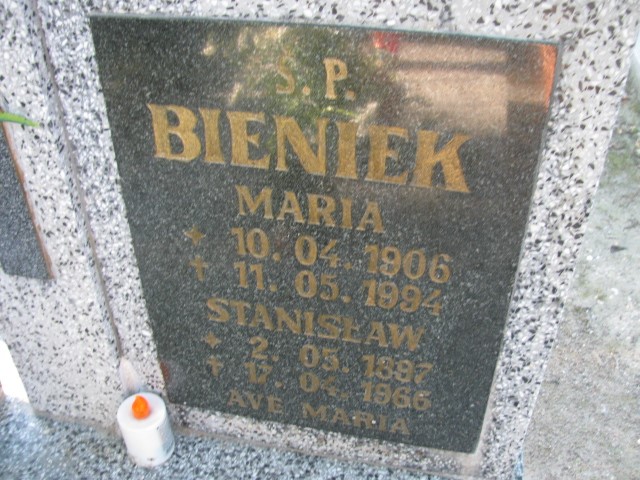 Ś.P.
BIENIEK
MARIA
* 10.04.1906
† 11.05.1994
STANISŁAW
* 2.05.1897
† 17.04.1966
AVE MARIA